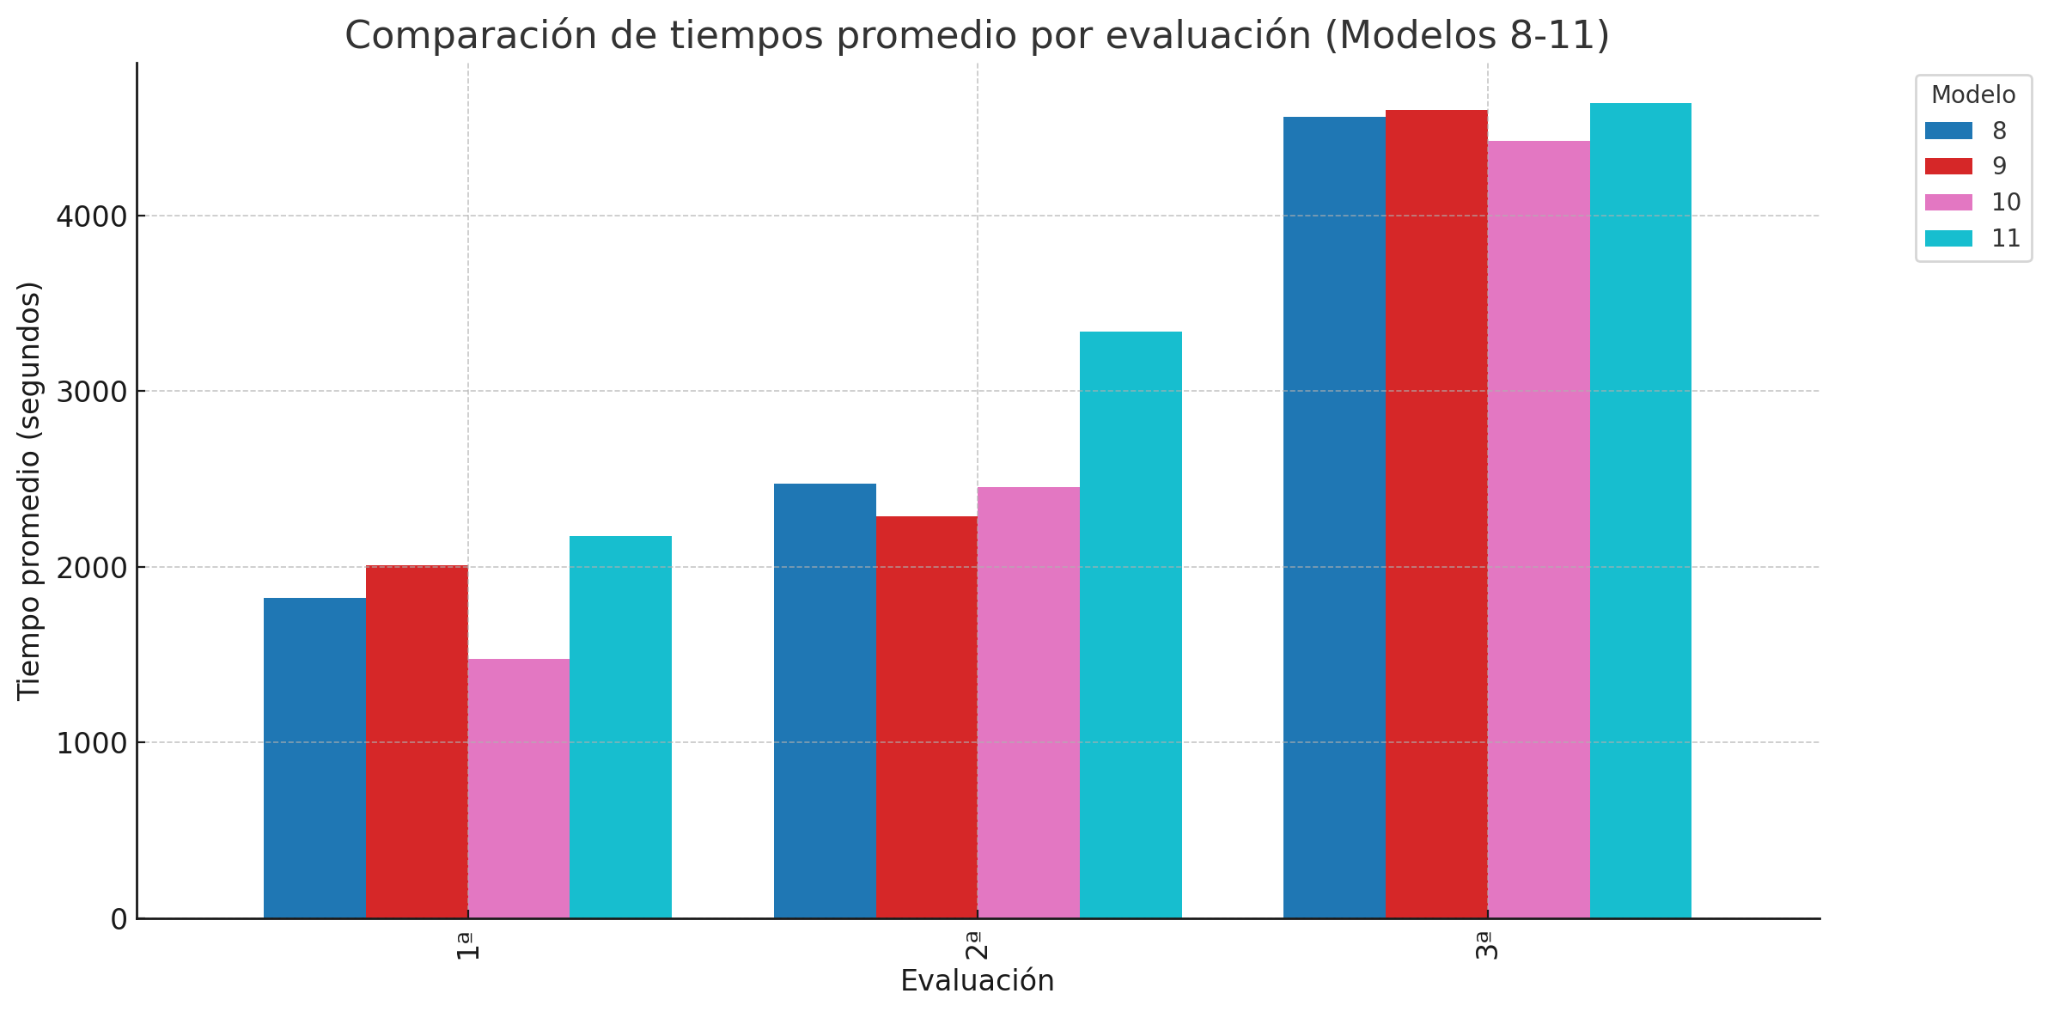 Comparación de tiempos promedio por evaluación (Modelos 8-11)
Modelo
8
9
10
11
Tiempo promedio (segundos)
4000
3000
2000
1000
0
1ª
2ª
3ª
Evaluación